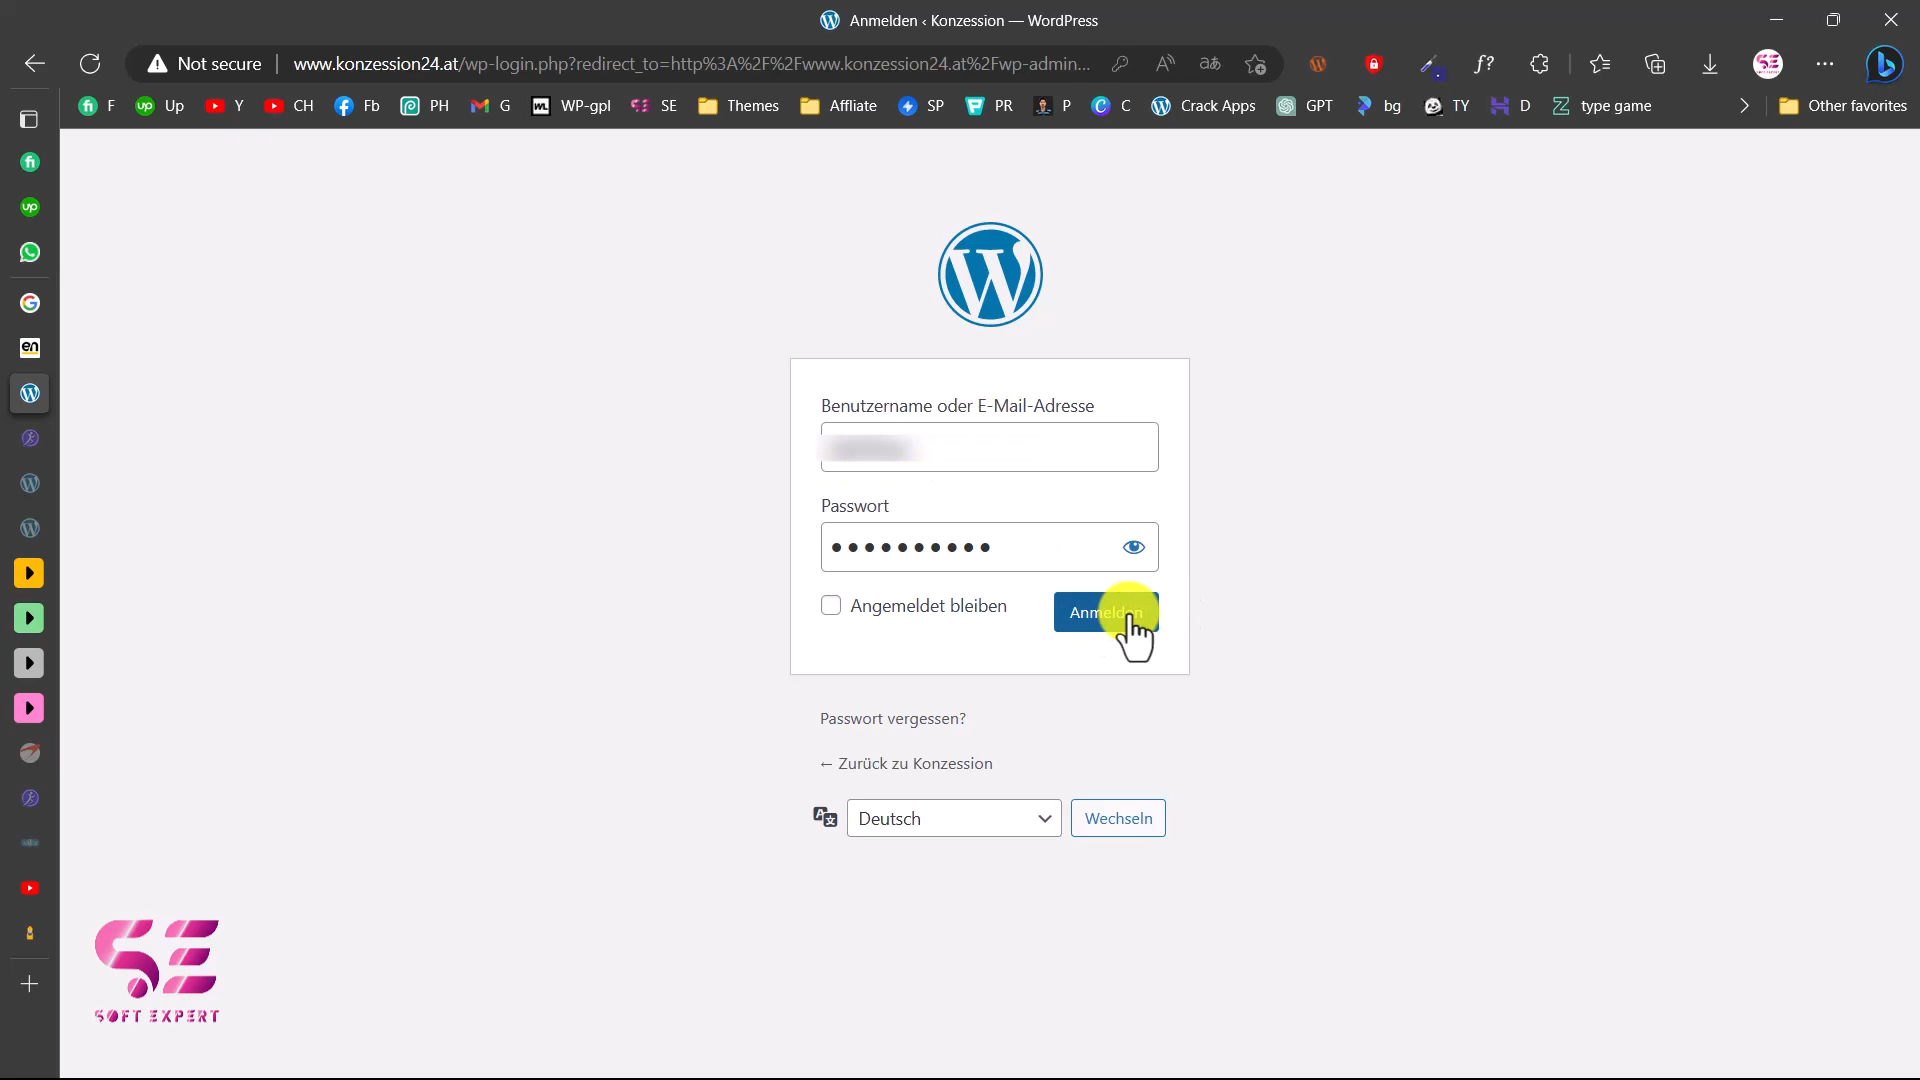 Anmelden ‹ Konzession — WordPress
Not secure
www.konzession24.at/wp-login.php?redirect_to=http%3A%2F%2Fwww.konzession24.at%2Fwp-admin...
F Up Y CH Fb PH G WP-gpl SE Themes Affliate SP PR P C Crack Apps GPT bg TY D type game Other favorites
Benutzername oder E-Mail-Adresse
Passwort
Angemeldet bleiben
Anmelden
Passwort vergessen?
← Zurück zu Konzession
Deutsch
Wechseln
SE
SOFT EXPERT